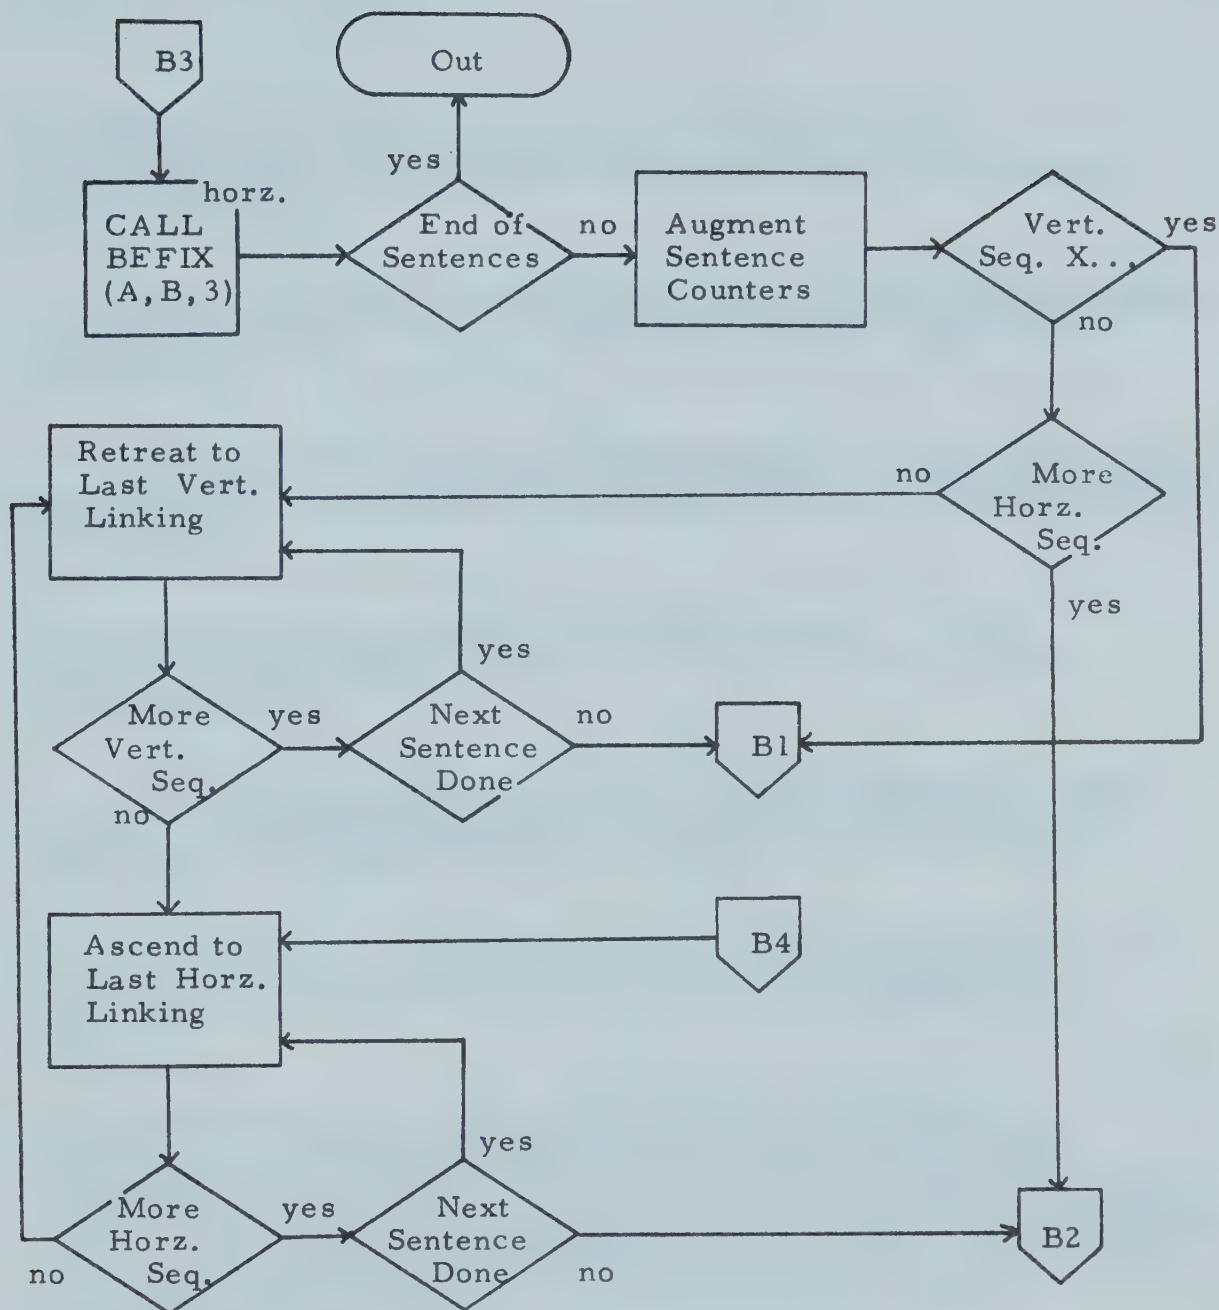 B3
Out
yes
horz.
CALL
BEFIX
(A, B, 3)
End of
Sentences
no
Augment
Sentence
Counters
Vert.
Seq. X...
yes
no
Retreat to
Last Vert.
Linking
no
More
Horz.
Seq.
yes
yes
More
Vert.
Seq.
yes
Next
Sentence
Done
no
B1
no
Ascend to
Last Horz.
Linking
B4
yes
More
Horz.
Seq.
no
yes
Next
Sentence
Done
no
B2